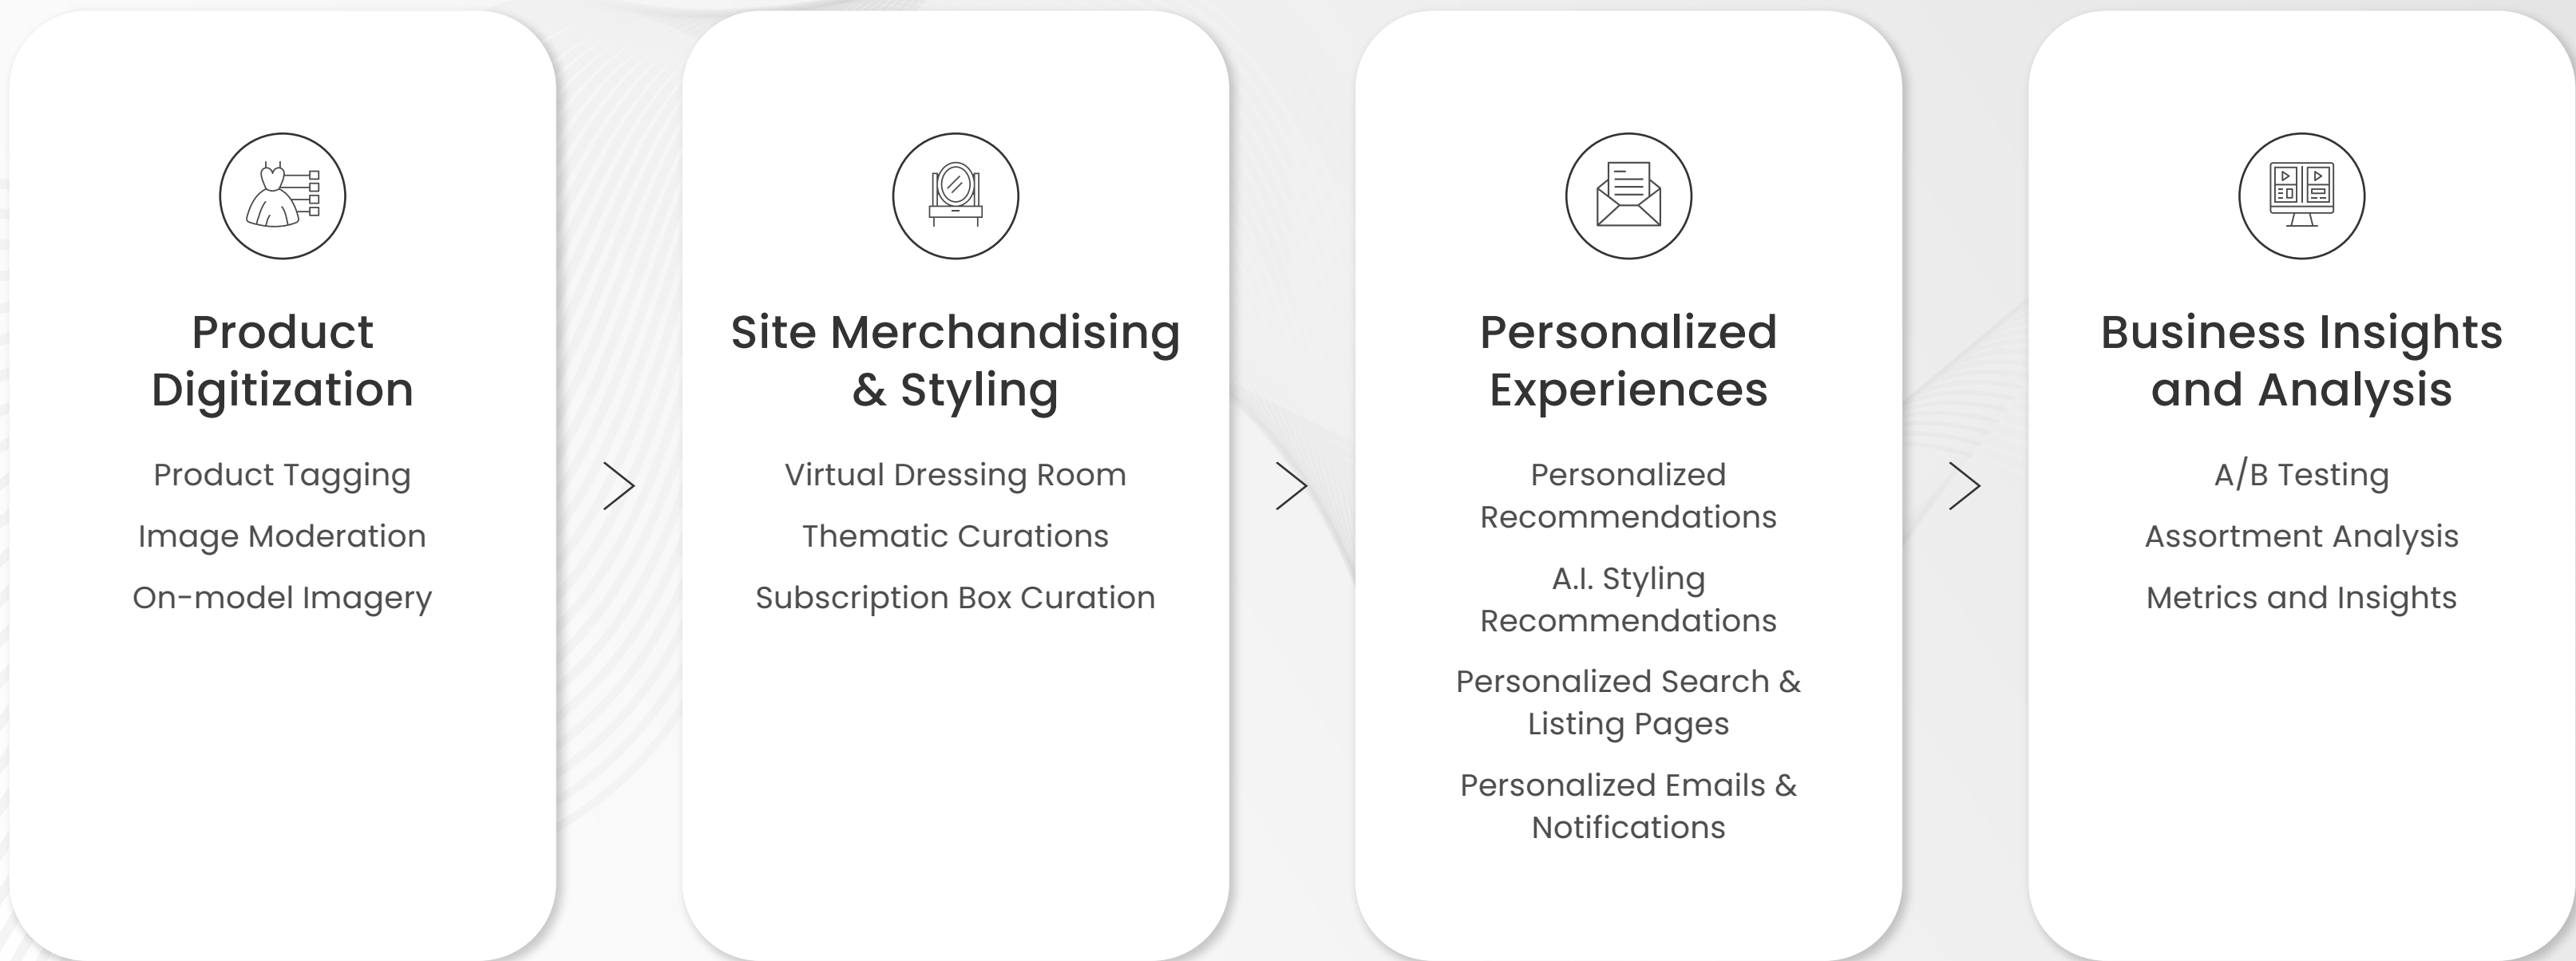 Product
Digitization
Product Tagging
Image Moderation
On-model Imagery
Site Merchandising
& Styling
Virtual Dressing Room
Thematic Curations
Subscription Box Curation
Personalized
Experiences
Personalized
Recommendations
A.I. Styling
Recommendations
Personalized Search &
Listing Pages
Personalized Emails &
Notifications
Business Insights
and Analysis
A/B Testing
Assortment Analysis
Metrics and Insights